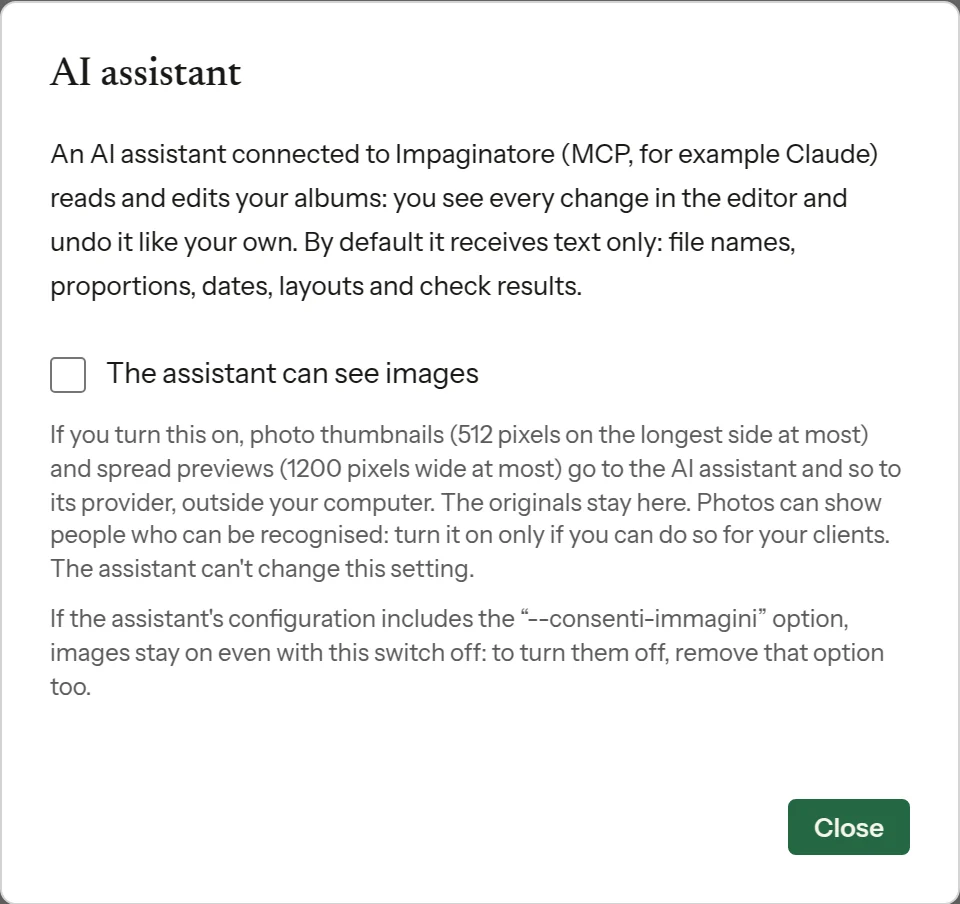 AI assistant
An AI assistant connected to Impaginatore (MCP, for example Claude)
reads and edits your albums: you see every change in the editor and
undo it like your own. By default it receives text only: file names,
proportions, dates, layouts and check results.
The assistant can see images
If you turn this on, photo thumbnails (512 pixels on the longest side at most)
and spread previews (1200 pixels wide at most) go to the AI assistant and so to
its provider, outside your computer. The originals stay here. Photos can show
people who can be recognised: turn it on only if you can do so for your clients.
The assistant can't change this setting.
If the assistant's configuration includes the “--consenti-immagini” option,
images stay on even with this switch off: to turn them off, remove that option
too.
Close